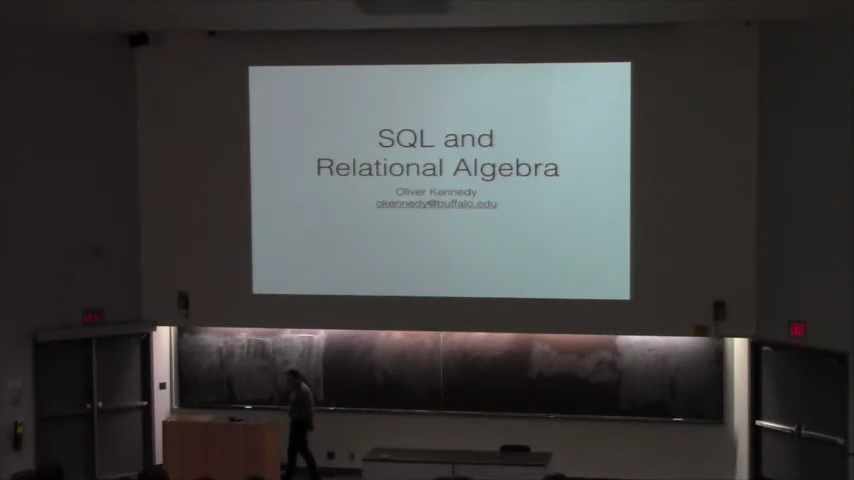 SQL and
Relational Algebra
Oliver Kennedy
okennedy@buffalo.edu